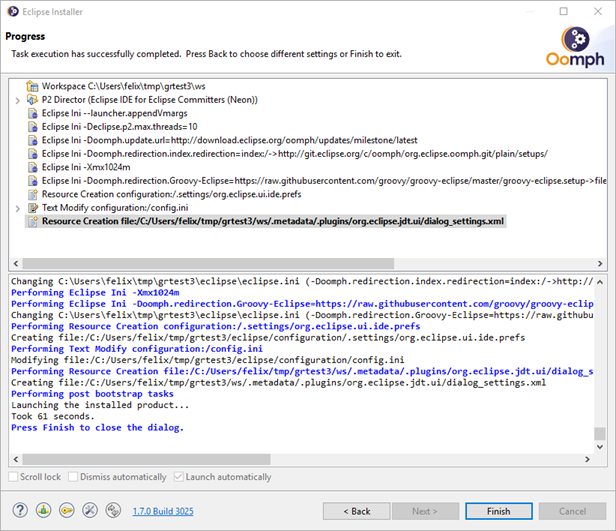 Eclipse Installer
Progress
Task execution has successfully completed. Press Back to choose different settings or Finish to exit.
Oomph
Workspace C:\Users\felix\tmp\grtest3\ws
P2 Director (Eclipse IDE for Eclipse Committers (Neon))
Eclipse Ini --launcher.appendVmargs
Eclipse Ini -Declipse.p2.max.threads=10
Eclipse Ini -Doomph.update.url=http://download.eclipse.org/oomph/updates/milestone/latest
Eclipse Ini -Doomph.redirection.index.redirection=index:/->http://git.eclipse.org/c/oomph/org.eclipse.oomph.git/plain/setups/
Eclipse Ini -Xmx1024m
Eclipse Ini -Doomph.redirection.Groovy-Eclipse=https://raw.githubusercontent.com/groovy/groovy-eclipse/master/groovy-eclipse.setup->file
Resource Creation configuration:/.settings/org.eclipse.ui.ide.prefs
Text Modify configuration:/config.ini
Resource Creation file:/C:/Users/felix/tmp/grtest3/ws/.metadata/.plugins/org.eclipse.jdt.ui/dialog_settings.xml
Changing C:\Users\felix\tmp\grtest3\eclipse\eclipse.ini (-Doomph.redirection.index.redirection=index:/->http:/
Performing Eclipse Ini -Xmx1024m
Performing Eclipse Ini -Doomph.redirection.Groovy-Eclipse=https://raw.githubusercontent.com/groovy/groovy-eclip
Changing C:\Users\felix\tmp\grtest3\eclipse\eclipse.ini (-Doomph.redirection.Groovy-Eclipse=https://raw.githubu
Performing Resource Creation configuration:/.settings/org.eclipse.ui.ide.prefs
Creating file:/C:/Users/felix/tmp/grtest3/eclipse/configuration/.settings/org.eclipse.ui.ide.prefs
Performing Text Modify configuration:/config.ini
Modifying file:/C:/Users/felix/tmp/grtest3/eclipse/configuration/config.ini
Performing Resource Creation file:/C:/Users/felix/tmp/grtest3/ws/.metadata/.plugins/org.eclipse.jdt.ui/dialog_s
Creating file:/C:/Users/felix/tmp/grtest3/ws/.metadata/.plugins/org.eclipse.jdt.ui/dialog_settings.xml
Performing post bootstrap tasks
Launching the installed product...
Took 61 seconds.
Press Finish to close the dialog.
Scroll lock Dismiss automatically Launch automatically
1.7.0 Build 3025 < Back Next > Finish Cancel